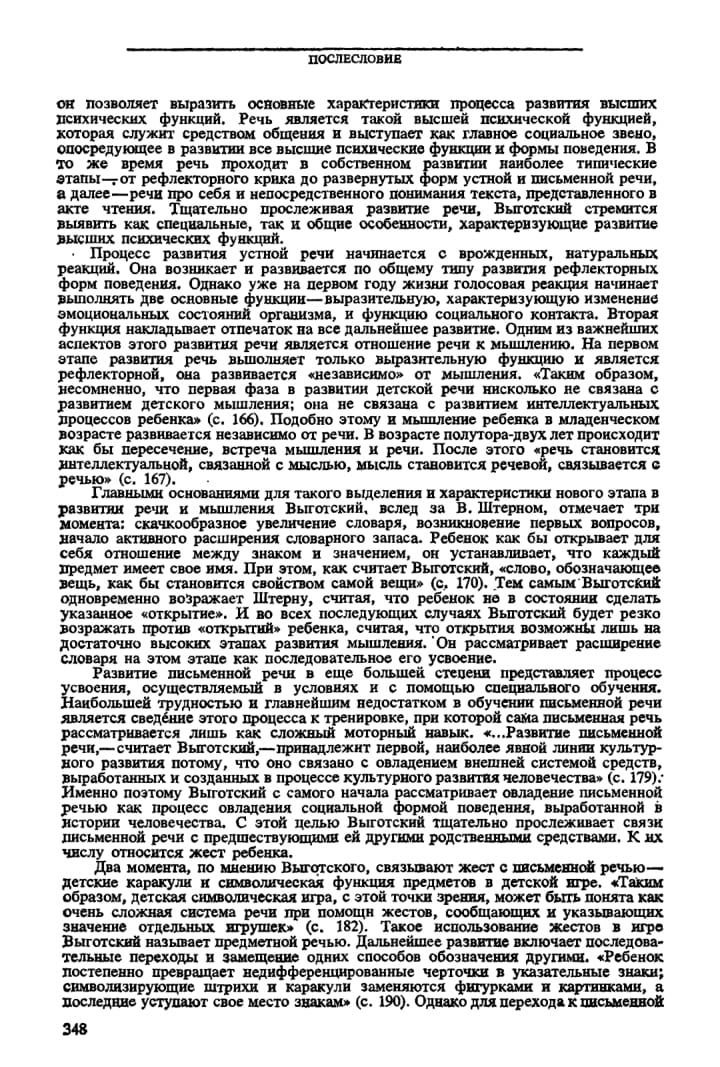 ПОСЛЕСЛОВИЕ
он позволяет выразить основные характеристики процесса развития высших
психических функций. Речь является такой высшей психической функцией,
которая служит средством общения и выступает как главное социальное звено,
опосредующее в развитии все высшие психические функции и формы поведения. В
то же время речь проходит в собственном развитии наиболее типические
этапы—от рефлекторного крика до развернутых форм устной и письменной речи,
а далее—речи про себя и непосредственного понимания текста, представленного в
акте чтения. Тщательно прослеживая развитие речи, Выготский стремится
выявить как специальные, так и общие особенности, характеризующие развитие
высших психических функций.
Процесс развития устной речи начинается с врожденных, натуральных
реакций. Она возникает и развивается по общему типу развития рефлекторных
форм поведения. Однако уже на первом году жизни голосовая реакция начинает
выполнять две основные функции—выразительную, характеризующую изменение
эмоциональных состояний организма, и функцию социального контакта. Вторая
функция накладывает отпечаток на все дальнейшее развитие. Одним из важнейших
аспектов этого развития речи является отношение речи к мышлению. На первом
этапе развития речь выполняет только выразительную функцию и является
рефлекторной, она развивается «независимо» от мышления. «Таким образом,
несомненно, что первая фаза в развитии детской речи нисколько не связана с
развитием детского мышления; она не связана с развитием интеллектуальных
процессов ребенка» (с. 166). Подобно этому и мышление ребенка в младенческом
возрасте развивается независимо от речи. В возрасте полутора-двух лет происходит
как бы пересечение, встреча мышления и речи. После этого «речь становится
интеллектуальной, связанной с мыслью, мысль становится речевой, связывается с
речью» (с. 167).
Главными основаниями для такого выделения и характеристики нового этапа в
развитии речи и мышления Выготский, вслед за В. Штерном, отмечает три
момента: скачкообразное увеличение словаря, возникновение первых вопросов,
начало активного расширения словарного запаса. Ребенок как бы открывает для
себя отношение между знаком и значением, он устанавливает, что каждый
предмет имеет свое имя. При этом, как считает Выготский, «слово, обозначающее
вещь, как бы становится свойством самой вещи» (с. 170). Тем самым Выготский
одновременно возражает Штерну, считая, что ребенок не в состоянии сделать
указанное «открытие». И во всех последующих случаях Выготский будет резко
возражать против «открытий» ребенка, считая, что открытия возможны лишь на
достаточно высоких этапах развития мышления. Он рассматривает расширение
словаря на этом этапе как последовательное его усвоение.
Развитие письменной речи в еще большей степени представляет процесс
усвоения, осуществляемый в условиях и с помощью специального обучения.
Наибольшей трудностью и главнейшим недостатком в обучении письменной речи
является сведе́ние этого процесса к тренировке, при которой сама письменная речь
рассматривается лишь как сложный моторный навык. «...Развитие письменной
речи,—считает Выготский,—принадлежит первой, наиболее явной линии культур-
ного развития потому, что оно связано с овладением внешней системой средств,
выработанных и созданных в процессе культурного развития человечества» (с. 179).
Именно поэтому Выготский с самого начала рассматривает овладение письменной
речью как процесс овладения социальной формой поведения, выработанной в
истории человечества. С этой целью Выготский тщательно прослеживает связи
письменной речи с предшествующими ей другими родственными средствами. К их
числу относится жест ребенка.
Два момента, по мнению Выготского, связывают жест с письменной речью—
детские каракули и символическая функция предметов в детской игре. «Таким
образом, детская символическая игра, с этой точки зрения, может быть понята как
очень сложная система речи при помощи жестов, сообщающих и указывающих
значение отдельных игрушек» (с. 182). Такое использование жестов в игре
Выготский называет предметной речью. Дальнейшее развитие включает последова-
тельные переходы и замещение одних способов обозначения другими. «Ребенок
постепенно превращает недифференцированные черточки в указательные знаки;
символизирующие штрихи и каракули заменяются фигурками и картинками, а
последние уступают свое место знакам» (с. 190). Однако для перехода к письменной
348